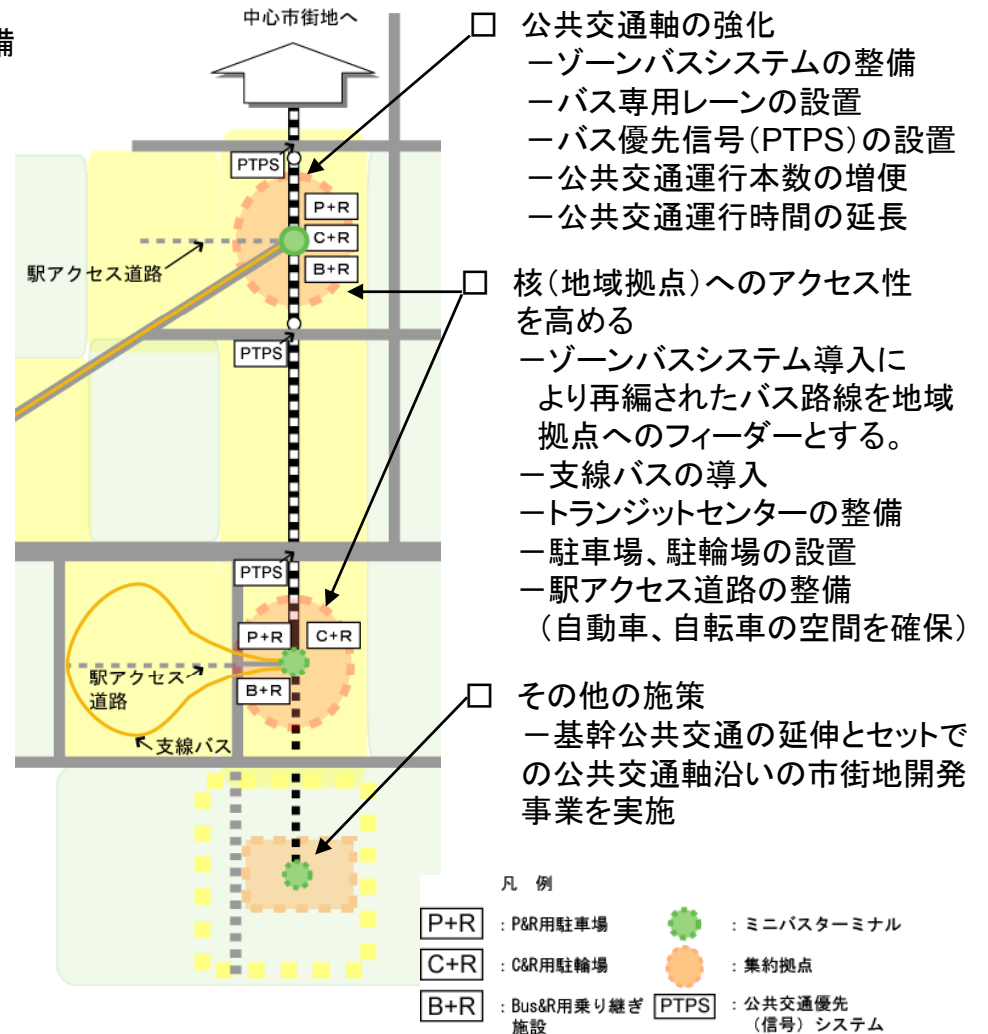 備
中心市街地へ
PTPS
P+R
C+R
B+R
駅アクセス道路
PTPS
PTPS
P+R
C+R
B+R
駅アクセス
道路
支線バス
□ 公共交通軸の強化
－ゾーンバスシステムの整備
－バス専用レーンの設置
－バス優先信号(PTPS)の設置
－公共交通運行本数の増便
－公共交通運行時間の延長
□ 核(地域拠点)へのアクセス性
を高める
－ゾーンバスシステム導入に
より再編されたバス路線を地域
拠点へのフィーダーとする。
－支線バスの導入
－トランジットセンターの整備
－駐車場、駐輪場の設置
－駅アクセス道路の整備
(自動車、自転車の空間を確保)
□ その他の施策
－基幹公共交通の延伸とセットで
の公共交通軸沿いの市街地開発
事業を実施
凡 例
P+R : P&R用駐車場
C+R : C&R用駐輪場
B+R : Bus&R用乗り継ぎ
施設
: ミニバスターミナル
: 集約拠点
PTPS : 公共交通優先
(信号) システム